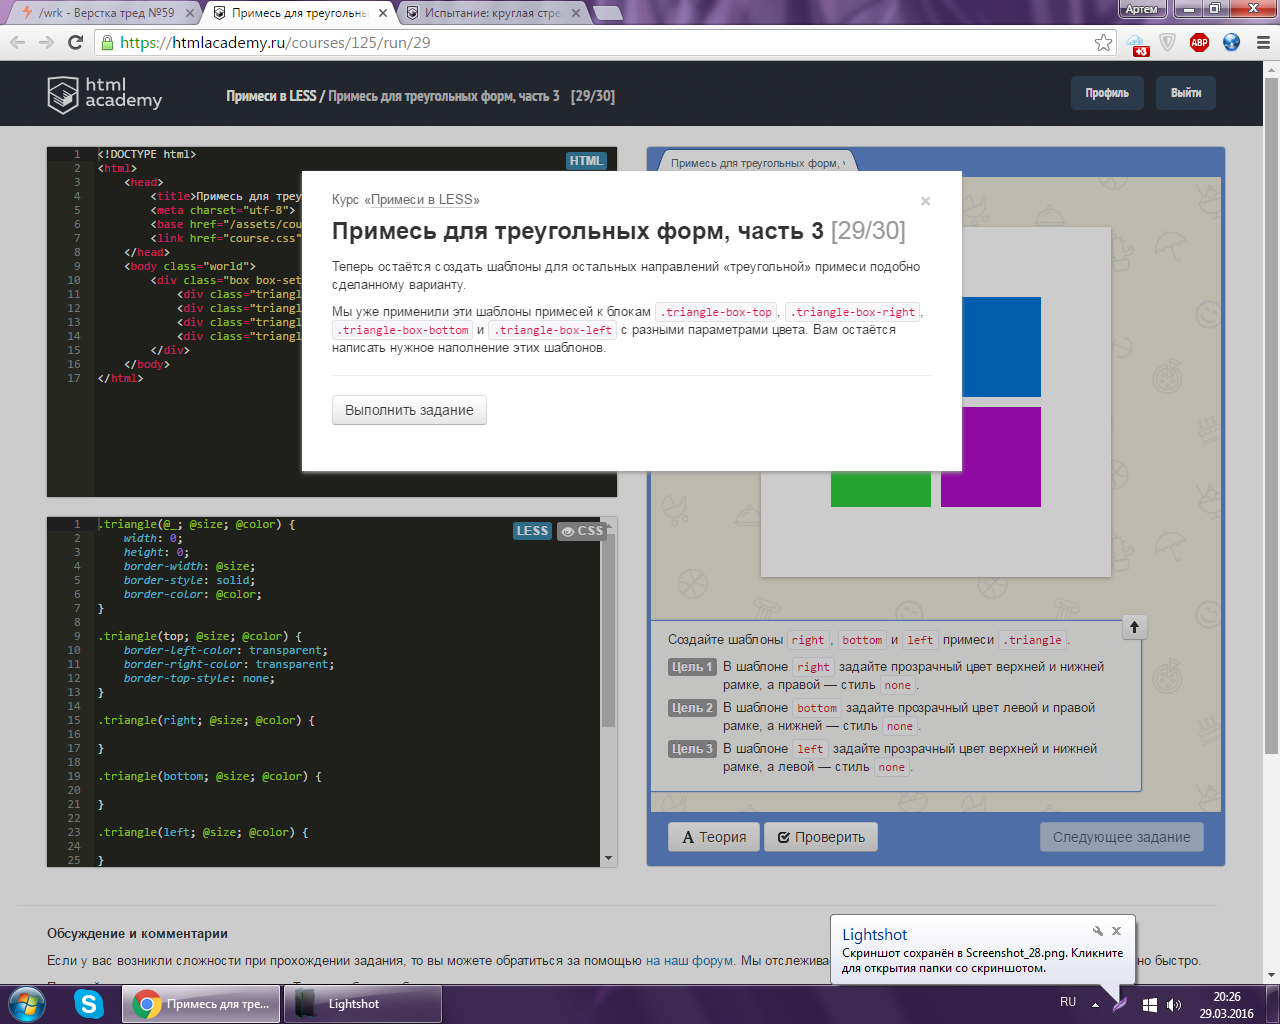 /wrk - Верстка тред №59
Примесь для треугольны
Испытание: круглая стре
Артем
https://htmlacademy.ru/courses/125/run/29
+3
ABP
html
academy
Примеси в LESS / Примесь для треугольных форм, часть 3 [29/30]
Профиль
Выйти
HTML
1 <!DOCTYPE html>
2 <html>
3 <head>
4 <title>Примесь для треу
5 <meta charset="utf-8">
6 <base href="/assets/cou
7 <link href="course.css"
8 </head>
9 <body class="world">
10 <div class="box box-set
11 <div class="triangl
12 <div class="triangl
13 <div class="triangl
14 <div class="triangl
15 </div>
16 </body>
17 </html>
Примесь для треугольных форм, ч
Курс «Примеси в LESS»
×
Примесь для треугольных форм, часть 3 [29/30]
Теперь остаётся создать шаблоны для остальных направлений «треугольной» примеси подобно
сделанному варианту.
Мы уже применили эти шаблоны примесей к блокам .triangle-box-top, .triangle-box-right,
.triangle-box-bottom и .triangle-box-left с разными параметрами цвета. Вам остаётся
написать нужное наполнение этих шаблонов.
Выполнить задание
LESS
CSS
1 .triangle(@_; @size; @color) {
2 width: 0;
3 height: 0;
4 border-width: @size;
5 border-style: solid;
6 border-color: @color;
7 }
8
9 .triangle(top; @size; @color) {
10 border-left-color: transparent;
11 border-right-color: transparent;
12 border-top-style: none;
13 }
14
15 .triangle(right; @size; @color) {
16
17 }
18
19 .triangle(bottom; @size; @color) {
20
21 }
22
23 .triangle(left; @size; @color) {
24
25 }
Создайте шаблоны right, bottom и left примеси .triangle.
Цель 1 В шаблоне right задайте прозрачный цвет верхней и нижней
рамке, а правой — стиль none.
Цель 2 В шаблоне bottom задайте прозрачный цвет левой и правой
рамке, а нижней — стиль none.
Цель 3 В шаблоне left задайте прозрачный цвет верхней и нижней
рамке, а левой — стиль none.
Теория
Проверить
Следующее задание
Обсуждение и комментарии
Если у вас возникли сложности при прохождении задания, то вы можете обратиться за помощью на наш форум. Мы отслежива
но быстро.
Lightshot
Скриншот сохранён в Screenshot_28.png. Кликните
для открытия папки со скриншотом.
Примесь для тре...
Lightshot
RU
20:26
29.03.2016